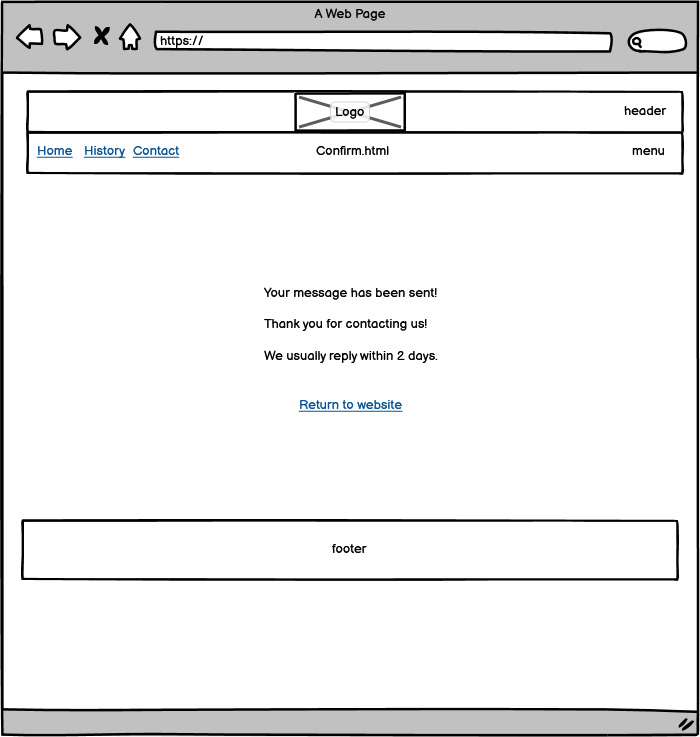 A Web Page
https://
Logo
header
Home History Contact Confirm.html menu
Your message has been sent!
Thank you for contacting us!
We usually reply within 2 days.
Return to website
footer